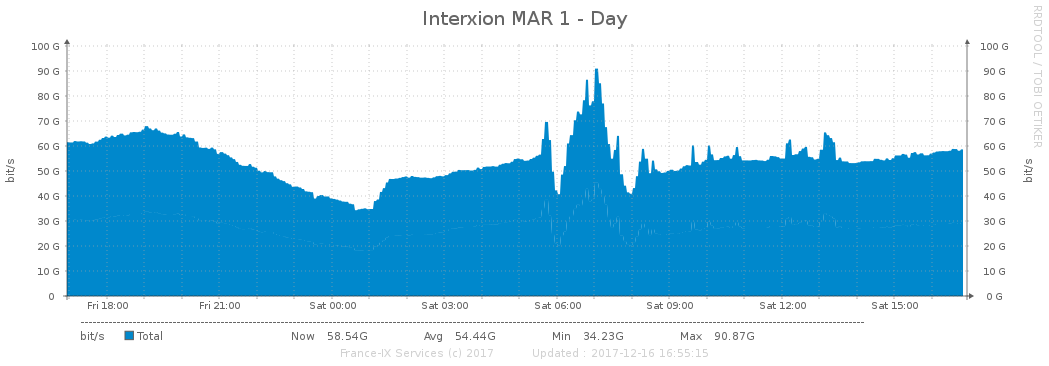 Interxion MAR 1 - Day
RRDTOOL / TOBI OETIKER
100 G 100 G
90 G 90 G
80 G 80 G
70 G 70 G
60 G 60 G
50 G 50 G
40 G 40 G
30 G 30 G
20 G 20 G
10 G 10 G
0 0 G
bit/s bit/s
Fri 18:00 Fri 21:00 Sat 00:00 Sat 03:00 Sat 06:00 Sat 09:00 Sat 12:00 Sat 15:00
bit/s Total Now 58.54G Avg 54.44G Min 34.23G Max 90.87G
France-IX Services (c) 2017 Updated : 2017-12-16 16:55:15